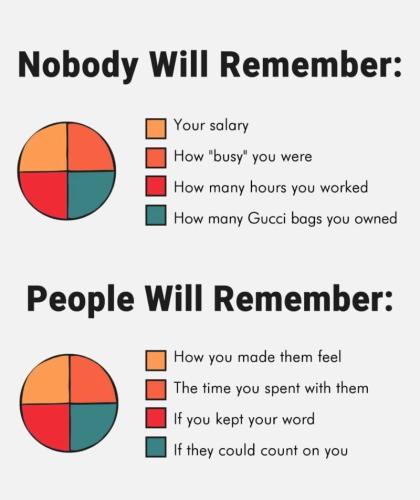 Nobody Will Remember:
Your salary
How "busy" you were
How many hours you worked
How many Gucci bags you owned
People Will Remember:
How you made them feel
The time you spent with them
If you kept your word
If they could count on you